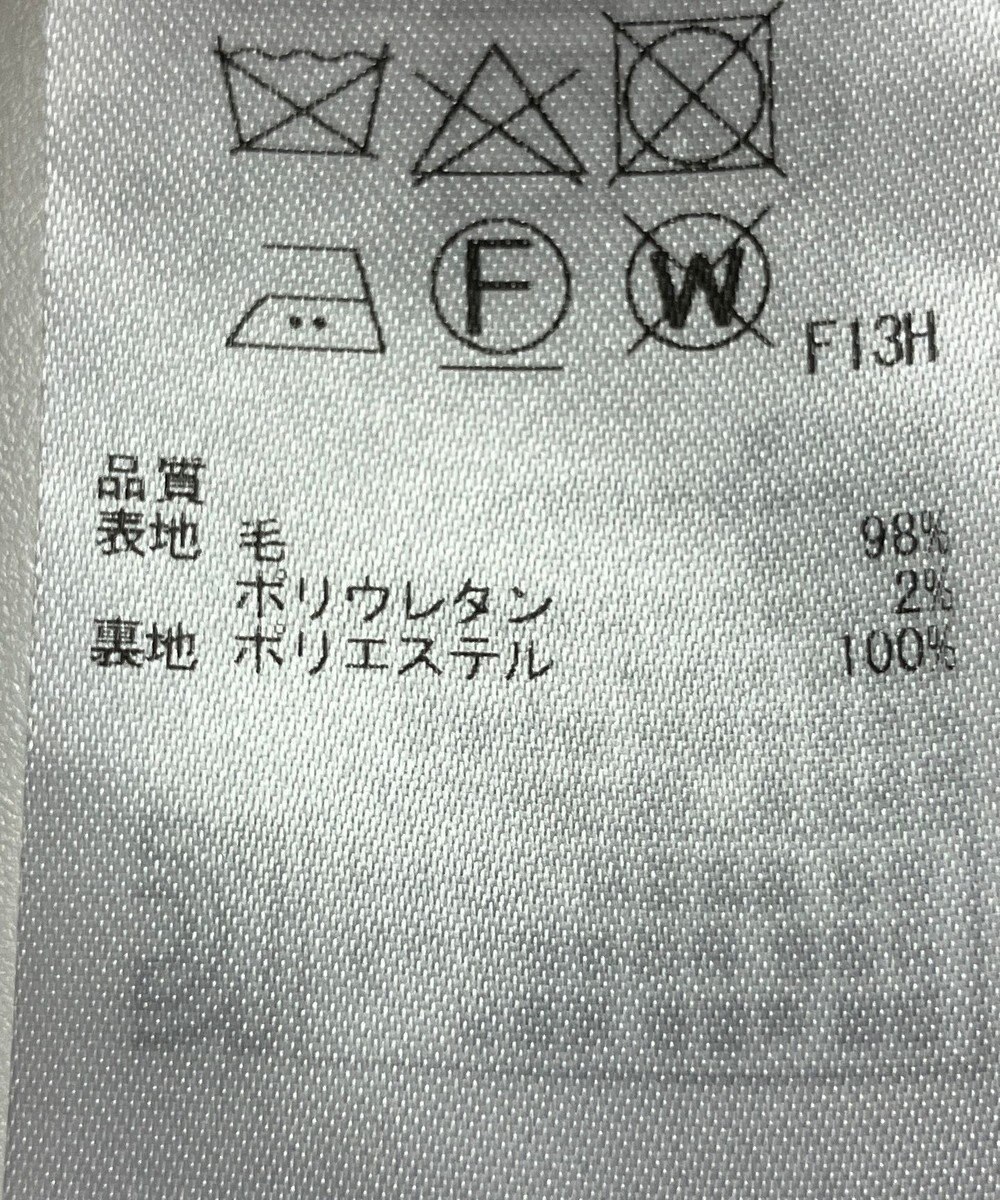 F W F13H
品質
表地 毛 98%
ポリウレタン 2%
裏地 ポリエステル 100%